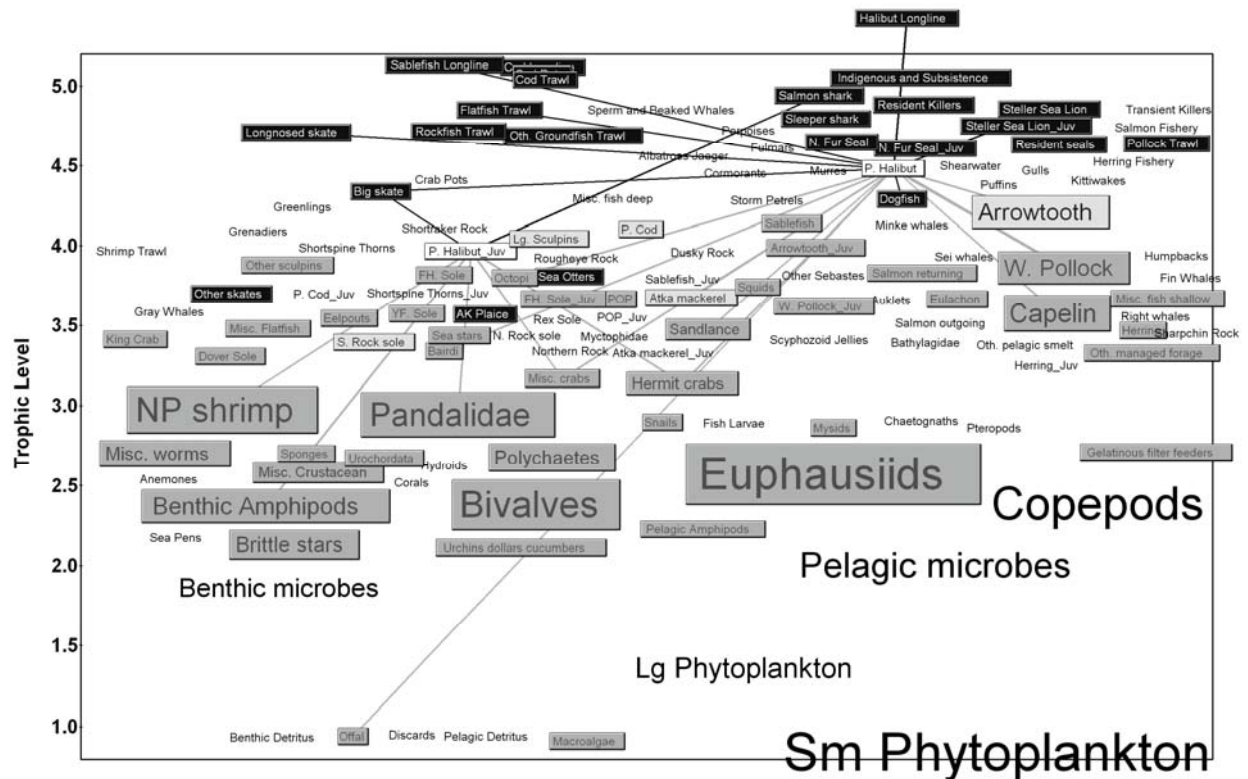 Halibut Longline
Sablefish Longline
Cod Trawl
Indigenous and Subsistence
5.0
Salmon shark
Flatfish Trawl
Sperm and Beaked Whales
Resident Killers
Steller Sea Lion
Transient Killers
Longnosed skate
Rockfish Trawl
Oth. Groundfish Trawl
Porpoises
Sleeper shark
Steller Sea Lion_Juv
Salmon Fishery
Fulmars
N. Fur Seal
N. Fur Seal_Juv
Resident seals
Pollock Trawl
4.5
Albatross Jaeger
P. Halibut
Shearwater
Gulls
Herring Fishery
Big skate
Crab Pots
Cormorants
Murres
Puffins
Kittiwakes
Greenlings
Misc. fish deep
Storm Petrels
Dogfish
Arrowtooth
Grenadiers
Shortraker Rock
P. Cod
Sablefish
Minke whales
4.0
Shrimp Trawl
Shortspine Thorns
P. Halibut_Juv
Lg. Sculpins
Rougheye Rock
Dusky Rock
Arrowtooth_Juv
Sei whales
Humpbacks
Other sculpins
FH. Sole
Octopi
Sea Otters
Sablefish_Juv
Squids
Other Sebastes
Salmon returning
W. Pollock
Fin Whales
Other skates
P. Cod_Juv
Shortspine Thorns_Juv
FH. Sole_Juv
POP
Atka mackerel
W. Pollock_Juv
Auklets
Eulachon
Capelin
Misc. fish shallow
Gray Whales
Eelpouts
YF. Sole
AK Plaice
Rex Sole
POP_Juv
Sandlance
Salmon outgoing
Right whales
3.5
King Crab
Misc. Flatfish
S. Rock sole
Sea stars
N. Rock sole
Myctophidae
Scyphozoid Jellies
Bathylagidae
Oth. pelagic smelt
Herring
Sharpchin Rock
Dover Sole
Bairdi
Northern Rock
Atka mackerel_Juv
Herring_Juv
Oth. managed forage
Misc. crabs
Hermit crabs
3.0
NP shrimp
Pandalidae
Snails
Fish Larvae
Mysids
Chaetognaths
Pteropods
Misc. worms
Sponges
Urochordata
Hydroids
Polychaetes
Euphausiids
Gelatinous filter feeders
2.5
Anemones
Misc. Crustacean
Corals
Benthic Amphipods
Bivalves
Copepods
Sea Pens
Brittle stars
Urchins dollars cucumbers
Pelagic Amphipods
2.0
Benthic microbes
Pelagic microbes
1.5
Lg Phytoplankton
1.0
Benthic Detritus
Offal
Discards
Pelagic Detritus
Macroalgae
Sm Phytoplankton
Trophic Level